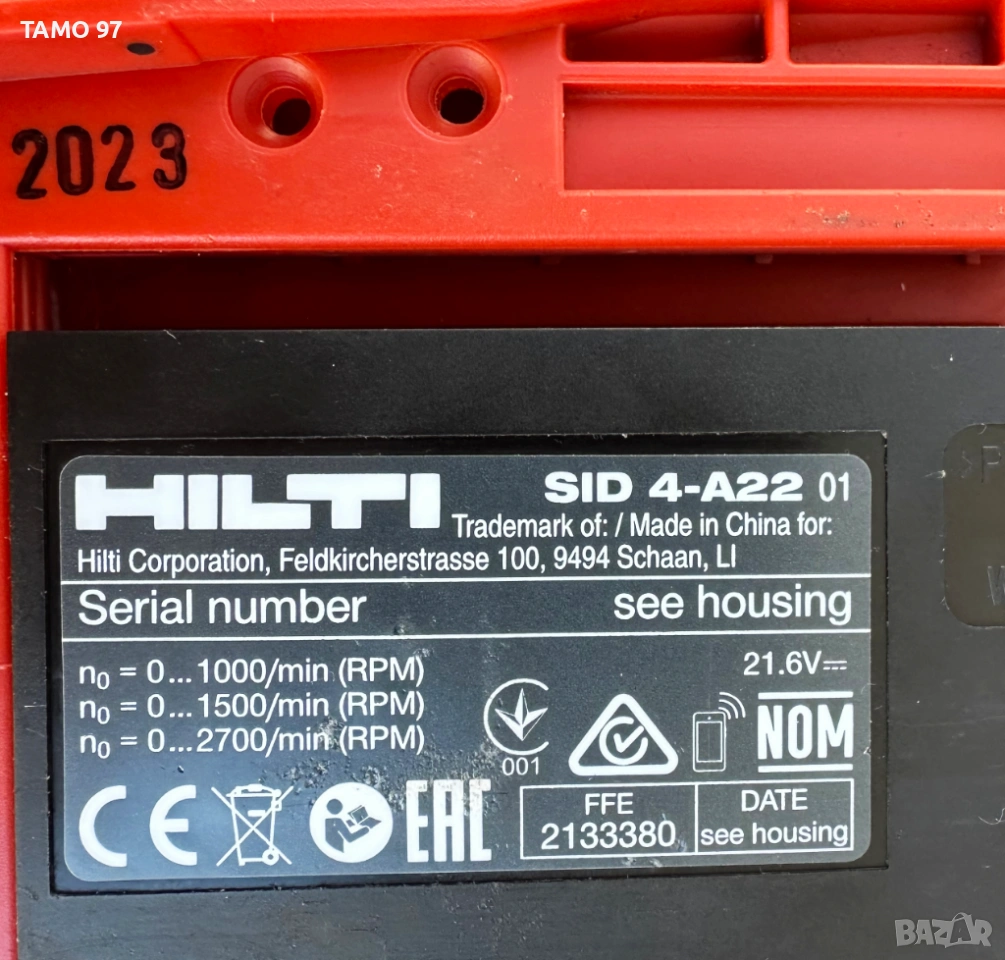 TAMO 97
2023
HILTI
SID 4-A22 01
Trademark of: / Made in China for:
Hilti Corporation, Feldkircherstrasse 100, 9494 Schaan, LI
Serial number see housing
n₀ = 0...1000/min (RPM)
n₀ = 0...1500/min (RPM)
n₀ = 0...2700/min (RPM)
21.6V⎓
001
NOM
CE
EAC
FFE
2133380
DATE
see housing
BAZAR